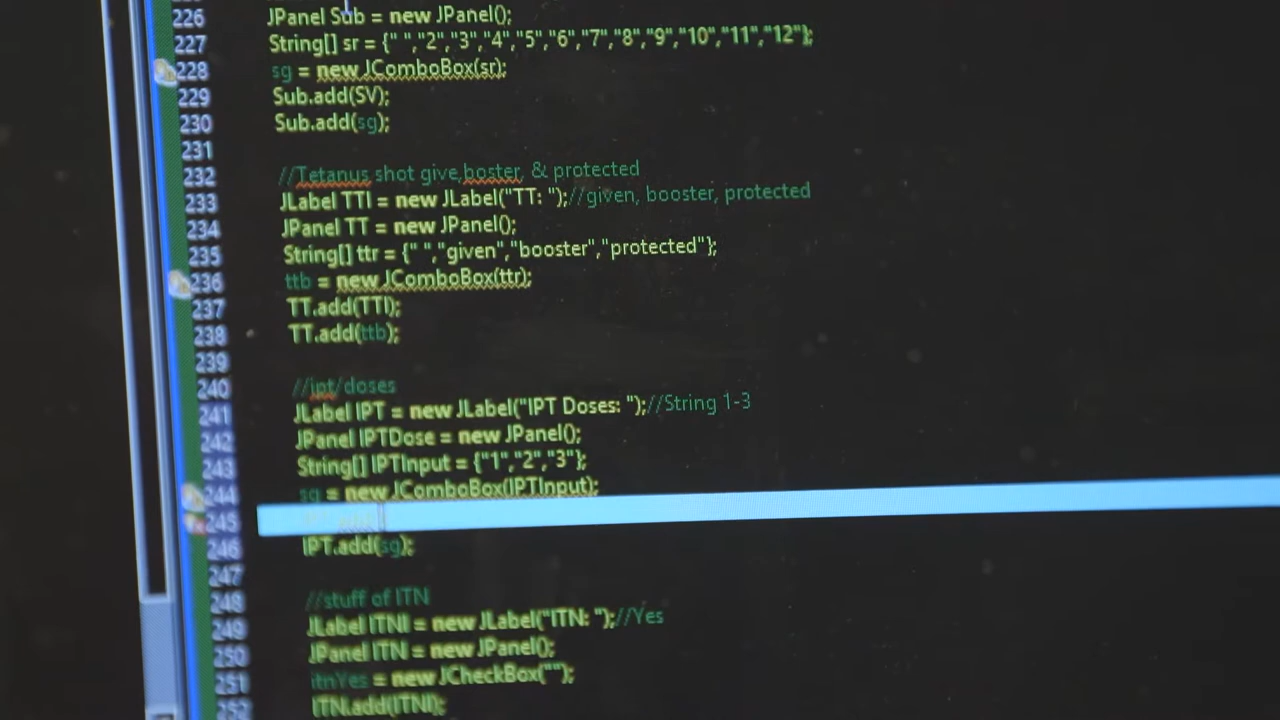 226 JPanel Sub = new JPanel();
227 String[] sr = {" ","2","3","4","5","6","7","8","9","10","11","12"};
228 sg = new JComboBox(sr);
229 Sub.add(SV);
230 Sub.add(sg);
231
232 //Tetanus shot give,boster, & protected
233 JLabel TTl = new JLabel("TT: ");//given, booster, protected
234 JPanel TT = new JPanel();
235 String[] ttr = {" ","given","booster","protected"};
236 ttb = new JComboBox(ttr);
237 TT.add(TTl);
238 TT.add(ttb);
239
240 //ipt/doses
241 JLabel IPT = new JLabel("IPT Doses: ");//String 1-3
242 JPanel IPTDose = new JPanel();
243 String[] IPTInput = {"1","2","3"};
244 sg = new JComboBox(IPTInput);
245
246 IPT.add(sg);
247
248 //stuff of ITN
249 JLabel ITNl = new JLabel("ITN: ");//Yes
250 JPanel ITN = new JPanel();
251 itnYes = new JCheckBox("");
252 ITN.add(ITNl);